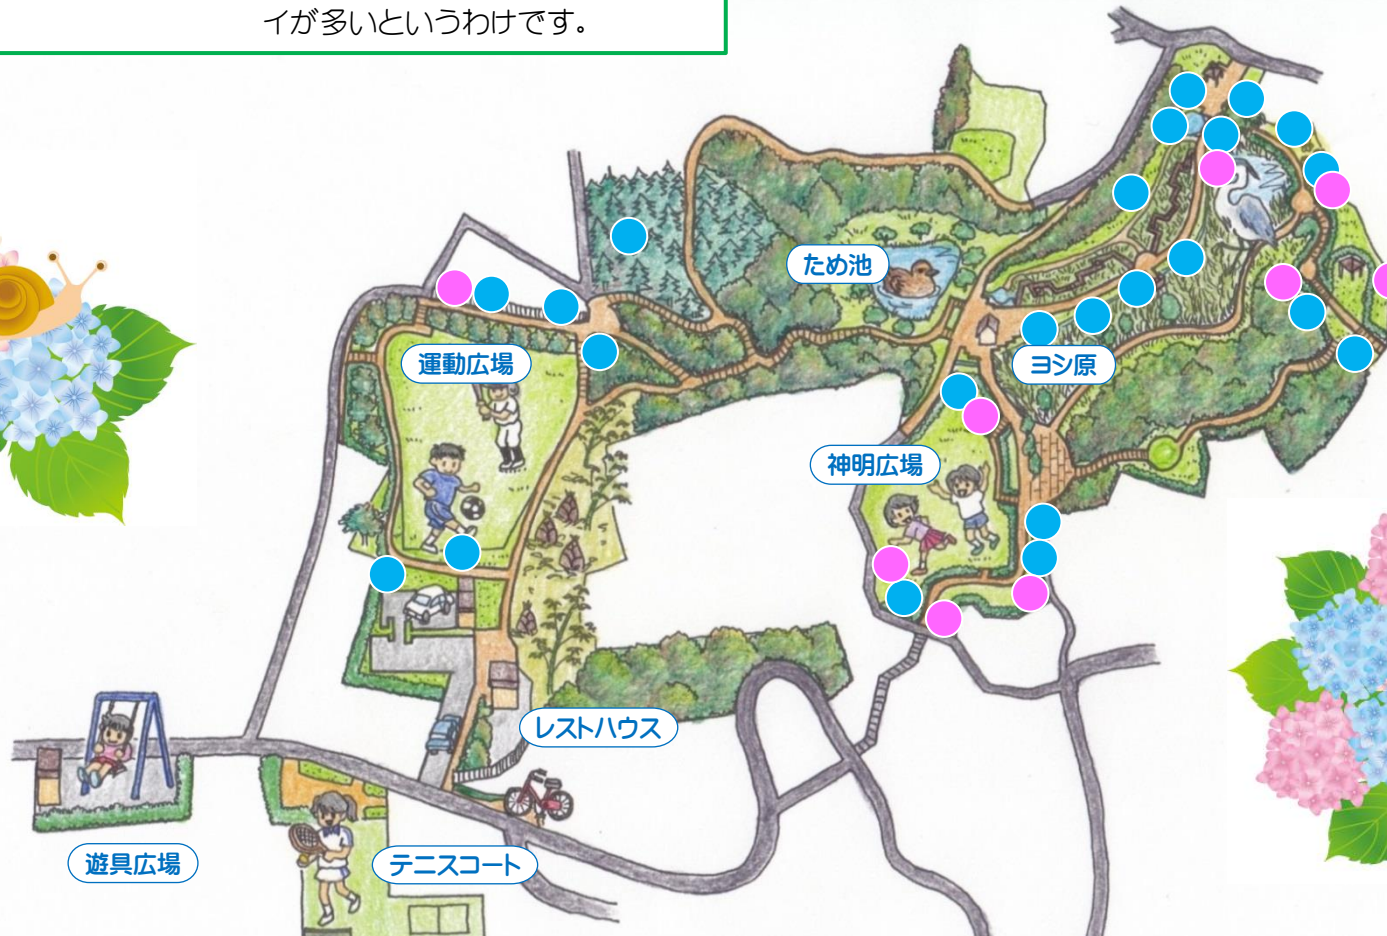 イが多いというわけです。
ため池
運動広場
ヨシ原
神明広場
レストハウス
遊具広場
テニスコート